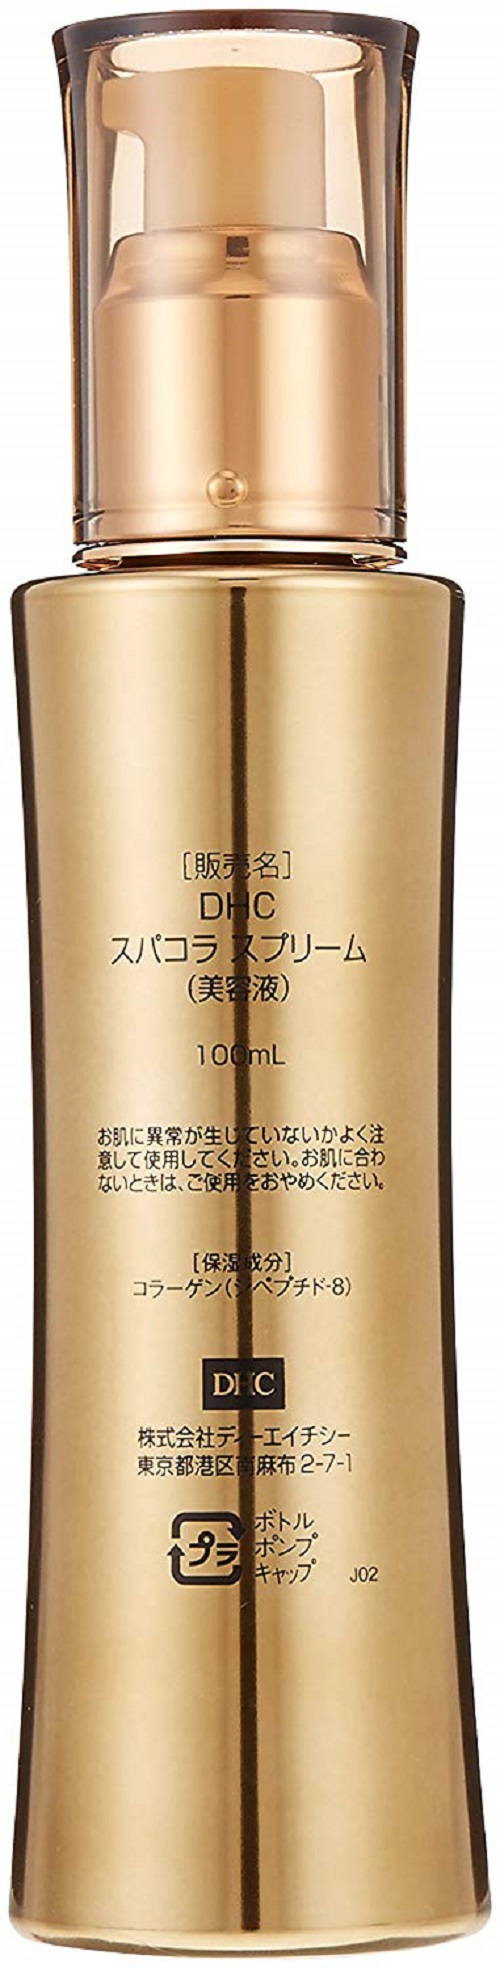 ［販売名］
DHC
スパコラ スプリーム
（美容液）
100mL
お肌に異常が生じていないかよく注
意して使用してください。お肌に合わ
ないときは、ご使用をおやめください。
［保湿成分］
コラーゲン（ジペプチド-8）
DHC
株式会社ディーエイチシー
東京都港区南麻布2-7-1
プラ
ボトル
ポンプ
キャップ
J02